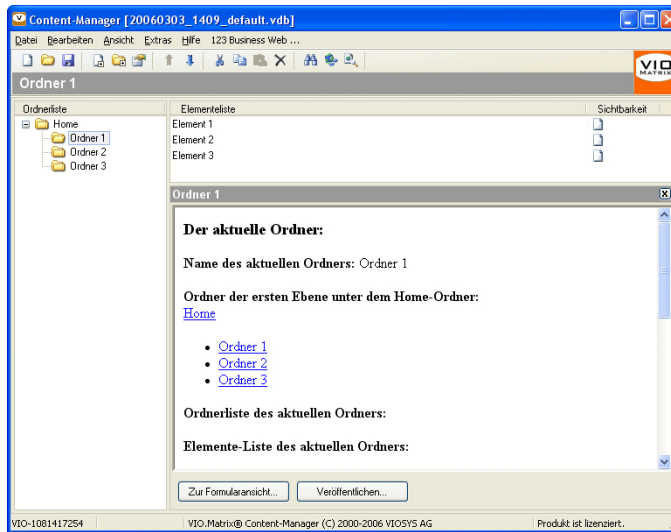 Content-Manager [20060303_1409_default.vdb]
Datei Bearbeiten Ansicht Extras Hilfe 123 Business Web ...
VIO
MATRIX
Ordner 1
Ordnerliste
Elementeliste Sichtbarkeit
Home
Ordner 1
Ordner 2
Ordner 3
Element 1
Element 2
Element 3
Ordner 1
Der aktuelle Ordner:
Name des aktuellen Ordners: Ordner 1
Ordner der ersten Ebene unter dem Home-Ordner:
Home
• Ordner 1
• Ordner 2
• Ordner 3
Ordnerliste des aktuellen Ordners:
Elemente-Liste des aktuellen Ordners:
Zur Formularansicht... Veröffentlichen...
VIO-1081417254 VIO.Matrix® Content-Manager (C) 2000-2006 VIOSYS AG Produkt ist lizenziert.